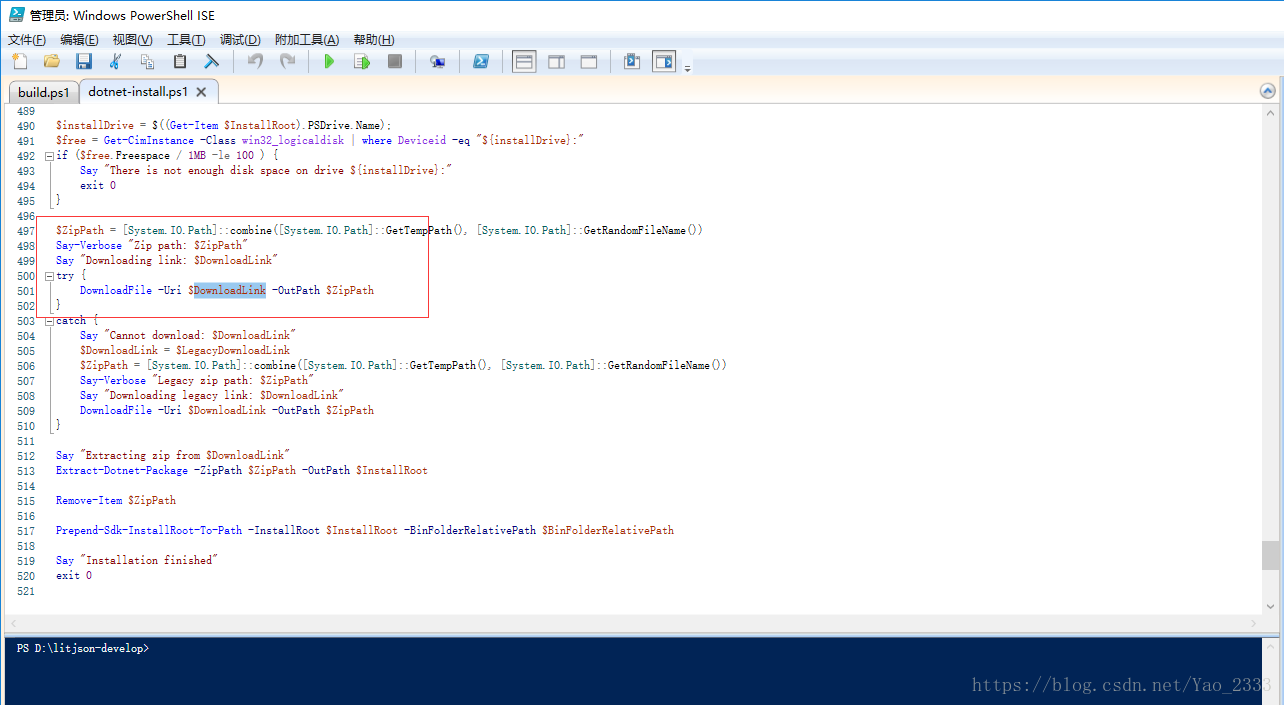 管理员: Windows PowerShell ISE
文件(F) 编辑(E) 视图(V) 工具(T) 调试(D) 附加工具(A) 帮助(H)
build.ps1 dotnet-install.ps1
489
490 $installDrive = $((Get-Item $InstallRoot).PSDrive.Name);
491 $free = Get-CimInstance -Class win32_logicaldisk | where Deviceid -eq "${installDrive}:"
492 if ($free.Freespace / 1MB -le 100 ) {
493 Say "There is not enough disk space on drive ${installDrive}:"
494 exit 0
495 }
496
497 $ZipPath = [System.IO.Path]::combine([System.IO.Path]::GetTempPath(), [System.IO.Path]::GetRandomFileName())
498 Say-Verbose "Zip path: $ZipPath"
499 Say "Downloading link: $DownloadLink"
500 try {
501 DownloadFile -Uri $DownloadLink -OutPath $ZipPath
502 }
503 catch {
504 Say "Cannot download: $DownloadLink"
505 $DownloadLink = $LegacyDownloadLink
506 $ZipPath = [System.IO.Path]::combine([System.IO.Path]::GetTempPath(), [System.IO.Path]::GetRandomFileName())
507 Say-Verbose "Legacy zip path: $ZipPath"
508 Say "Downloading legacy link: $DownloadLink"
509 DownloadFile -Uri $DownloadLink -OutPath $ZipPath
510 }
511
512 Say "Extracting zip from $DownloadLink"
513 Extract-Dotnet-Package -ZipPath $ZipPath -OutPath $InstallRoot
514
515 Remove-Item $ZipPath
516
517 Prepend-Sdk-InstallRoot-To-Path -InstallRoot $InstallRoot -BinFolderRelativePath $BinFolderRelativePath
518
519 Say "Installation finished"
520 exit 0
521
PS D:\litjson-develop>
https://blog.csdn.net/Yao_2333